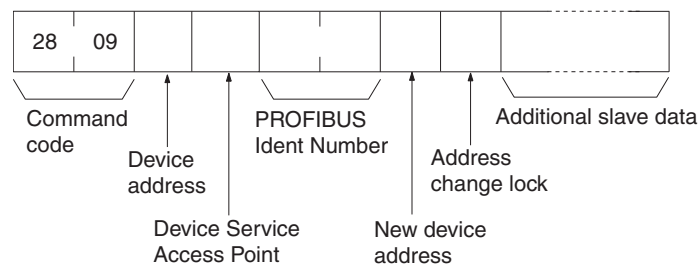 28 09
Command
code
Device
address
Device Service
Access Point
PROFIBUS
Ident Number
New device
address
Address
change lock
Additional slave data